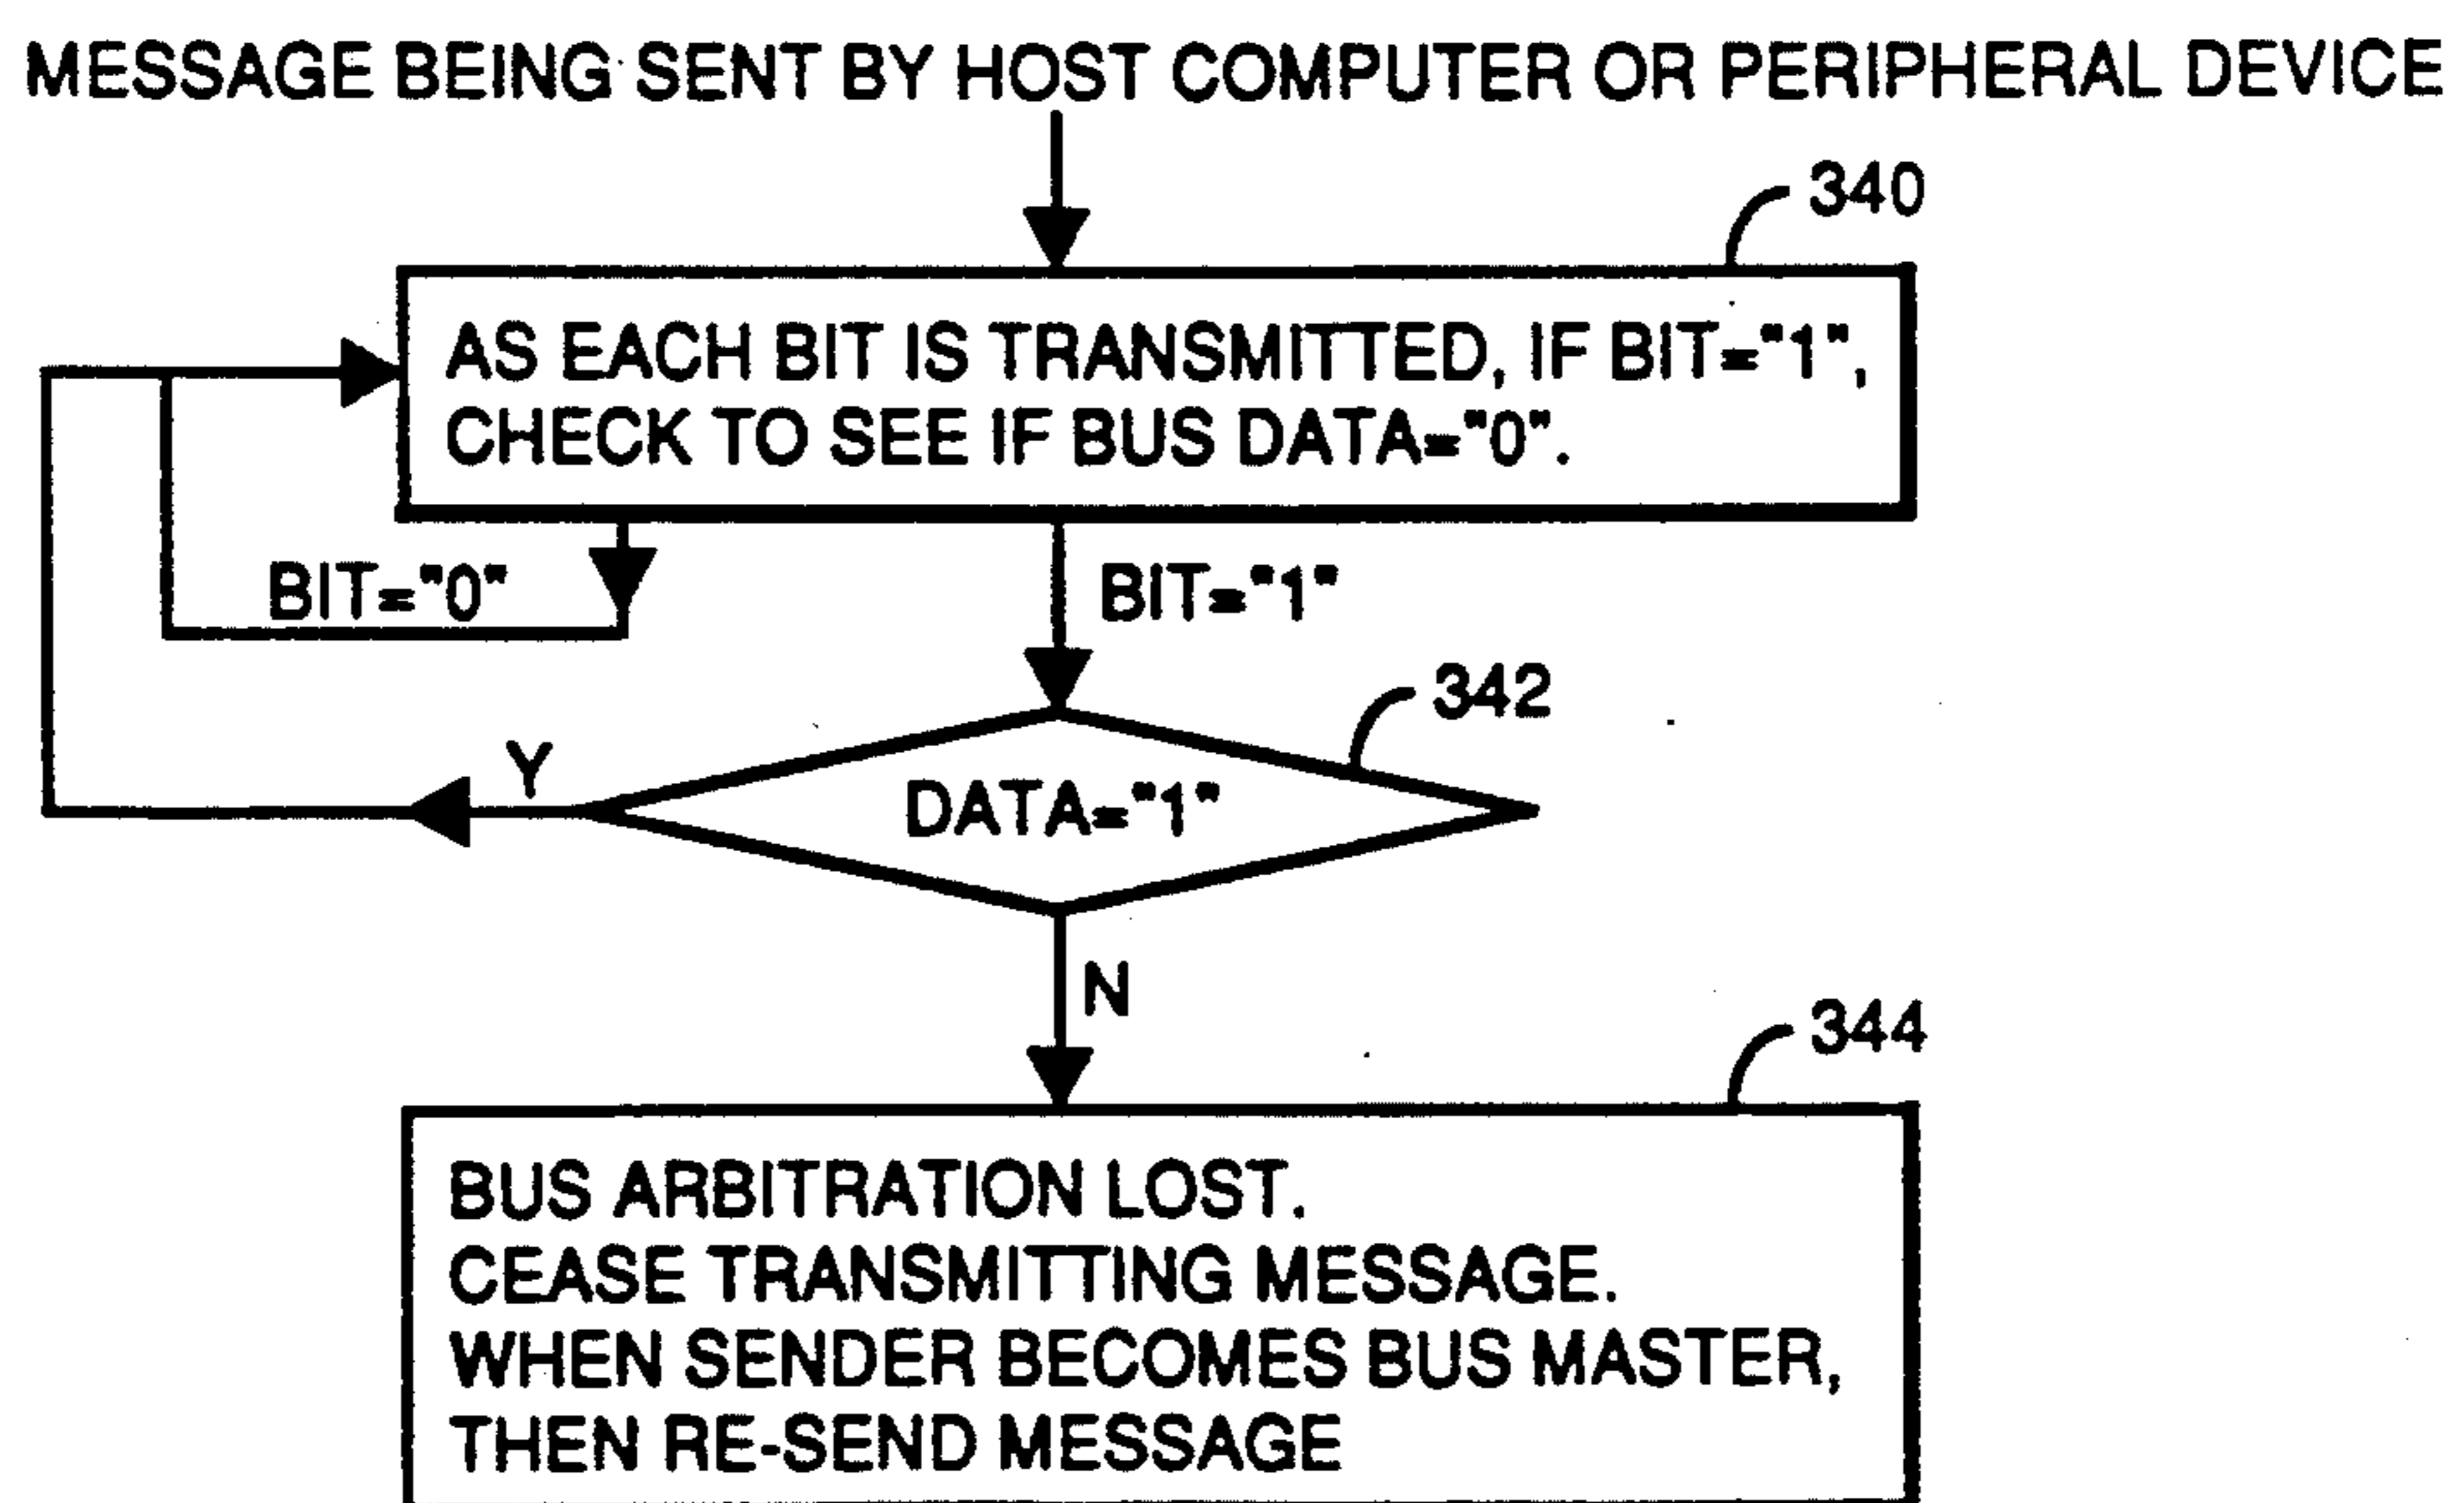 MESSAGE BEING SENT BY HOST COMPUTER OR PERIPHERAL DEVICE
340
AS EACH BIT IS TRANSMITTED, IF BIT="1",
CHECK TO SEE IF BUS DATA="0".
BIT="0"
BIT="1"
342
Y
DATA="1"
N
344
BUS ARBITRATION LOST.
CEASE TRANSMITTING MESSAGE.
WHEN SENDER BECOMES BUS MASTER,
THEN RE-SEND MESSAGE